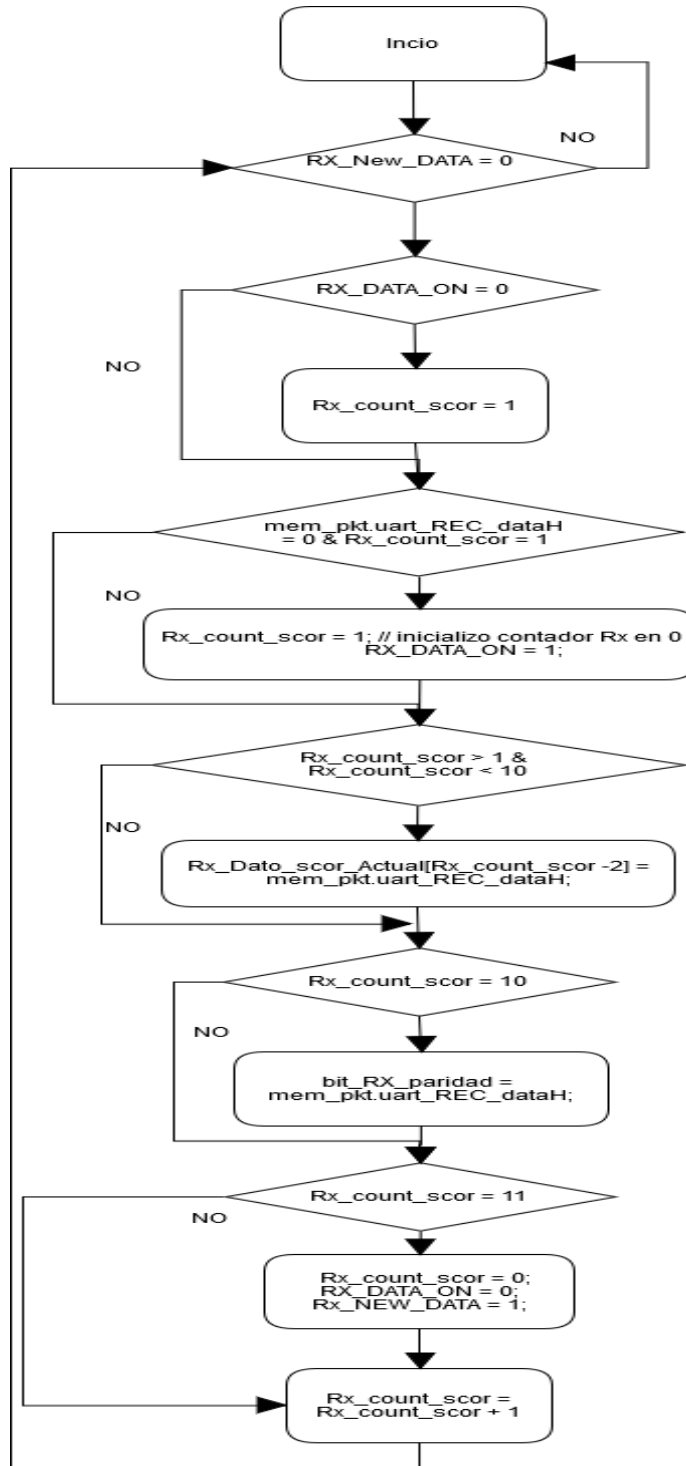 Incio
NO
RX_New_DATA = 0
RX_DATA_ON = 0
NO
Rx_count_scor = 1
mem_pkt.uart_REC_dataH
= 0 & Rx_count_scor = 1
NO
Rx_count_scor = 1; // inicializo contador Rx en 0
RX_DATA_ON = 1;
Rx_count_scor > 1 &
Rx_count_scor < 10
NO
Rx_Dato_scor_Actual[Rx_count_scor -2] =
mem_pkt.uart_REC_dataH;
Rx_count_scor = 10
NO
bit_RX_paridad =
mem_pkt.uart_REC_dataH;
Rx_count_scor = 11
NO
Rx_count_scor = 0;
RX_DATA_ON = 0;
Rx_NEW_DATA = 1;
Rx_count_scor =
Rx_count_scor + 1